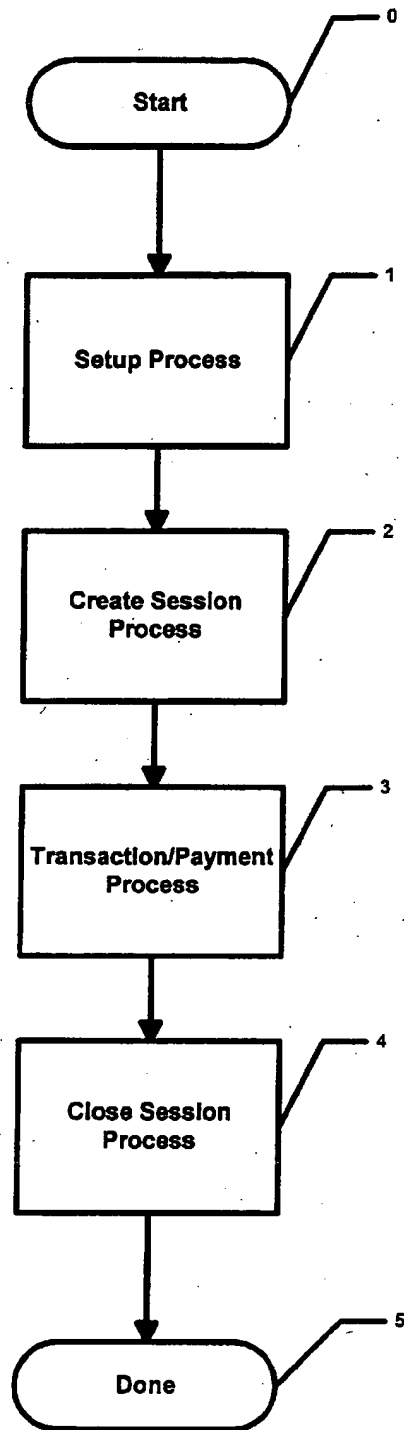 0
Start
1
Setup Process
2
Create Session
Process
3
Transaction/Payment
Process
4
Close Session
Process
5
Done